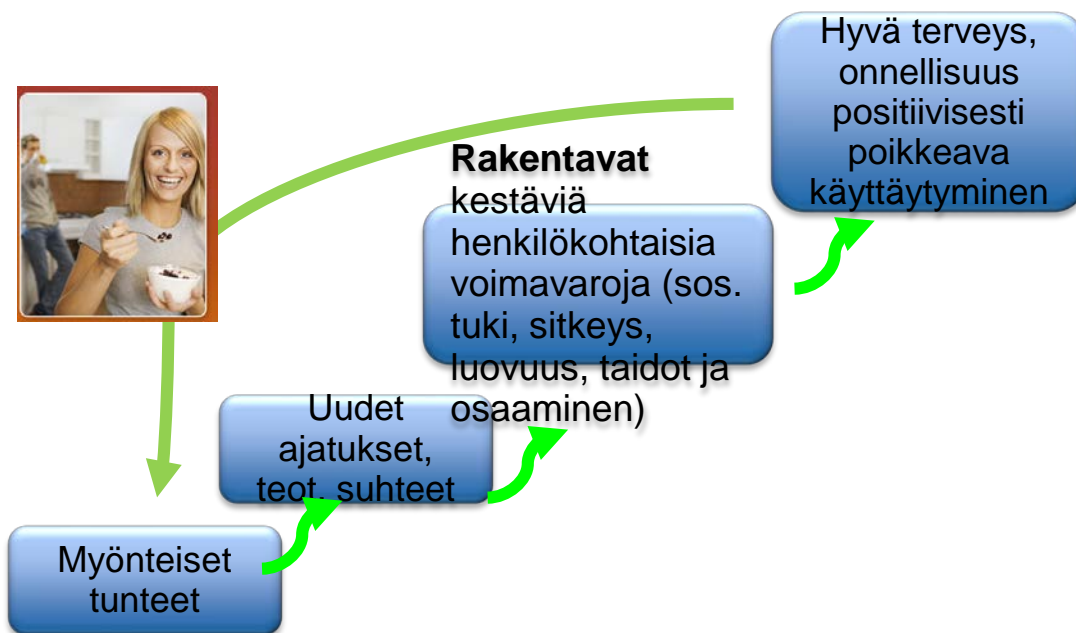 Hyvä terveys,
onnellisuus
positiivisesti
poikkeava
käyttäytyminen
Rakentavat
kestäviä
henkilökohtaisia
voimavaroja (sos.
tuki, sitkeys,
luovuus, taidot ja
osaaminen)
Uudet
ajatukset,
teot, suhteet
Myönteiset
tunteet